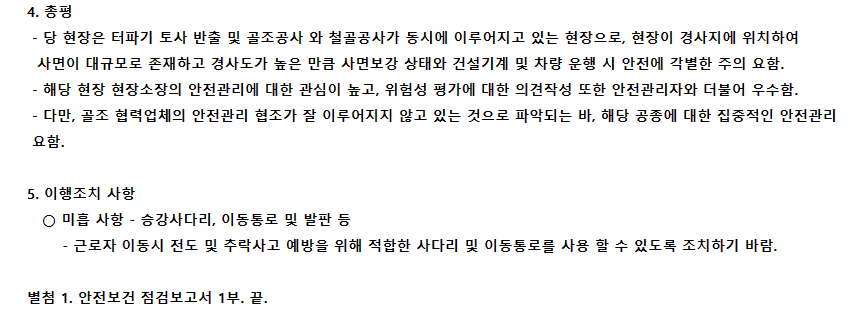 4. 총평
- 당 현장은 터파기 토사 반출 및 골조공사 와 철골공사가 동시에 이루어지고 있는 현장으로, 현장이 경사지에 위치하여
사면이 대규모로 존재하고 경사도가 높은 만큼 사면보강 상태와 건설기계 및 차량 운행 시 안전에 각별한 주의 요함.
- 해당 현장 현장소장의 안전관리에 대한 관심이 높고, 위험성 평가에 대한 의견작성 또한 안전관리자와 더불어 우수함.
- 다만, 골조 협력업체의 안전관리 협조가 잘 이루어지지 않고 있는 것으로 파악되는 바, 해당 공종에 대한 집중적인 안전관리
요함.
5. 이행조치 사항
○ 미흡 사항 - 승강사다리, 이동통로 및 발판 등
- 근로자 이동시 전도 및 추락사고 예방을 위해 적합한 사다리 및 이동통로를 사용 할 수 있도록 조치하기 바람.
별첨 1. 안전보건 점검보고서 1부. 끝.